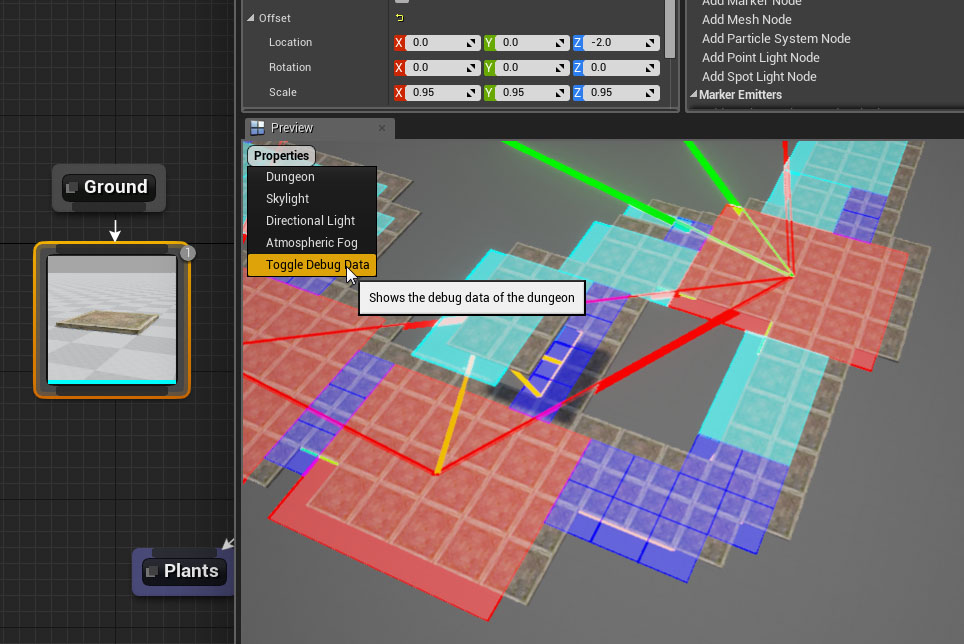 Offset
Location X 0.0 Y 0.0 Z -2.0
Rotation X 0.0 Y 0.0 Z 0.0
Scale X 0.95 Y 0.95 Z 0.95
Add Marker Node
Add Mesh Node
Add Particle System Node
Add Point Light Node
Add Spot Light Node
Marker Emitters
Preview
Properties
Dungeon
Skylight
Directional Light
Atmospheric Fog
Toggle Debug Data
Shows the debug data of the dungeon
Ground
1
Plants